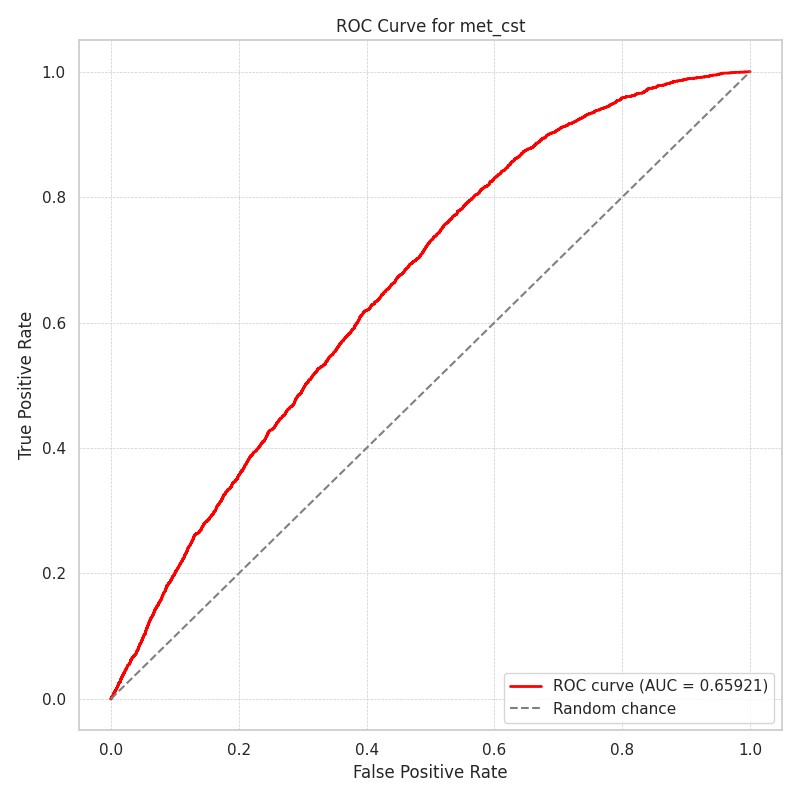 ROC Curve for met_cst
True Positive Rate
1.0
0.8
0.6
0.4
0.2
0.0
ROC curve (AUC = 0.65921)
Random chance
0.0 0.2 0.4 0.6 0.8 1.0
False Positive Rate